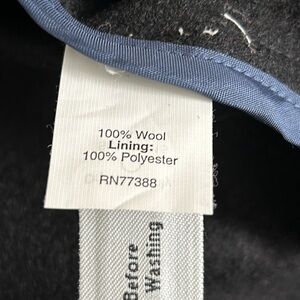 100% Wool
Lining:
100% Polyester
RN77388
Before
Washing